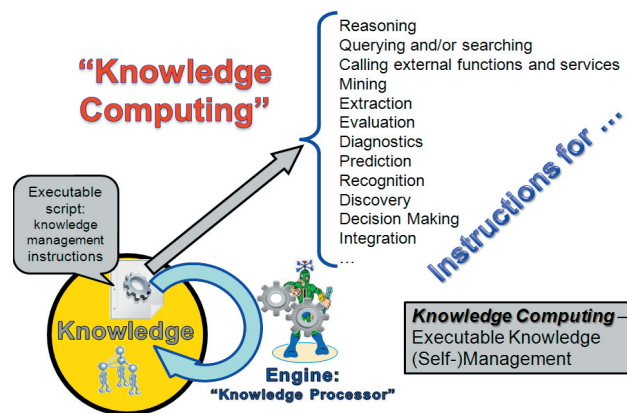 “Knowledge
Computing”
Reasoning
Querying and/or searching
Calling external functions and services
Mining
Extraction
Evaluation
Diagnostics
Prediction
Recognition
Discovery
Decision Making
Integration
…
Instructions for ...
Executable
script:
knowledge
management
instructions
Knowledge
Engine:
“Knowledge Processor”
Knowledge Computing –
Executable Knowledge
(Self-)Management